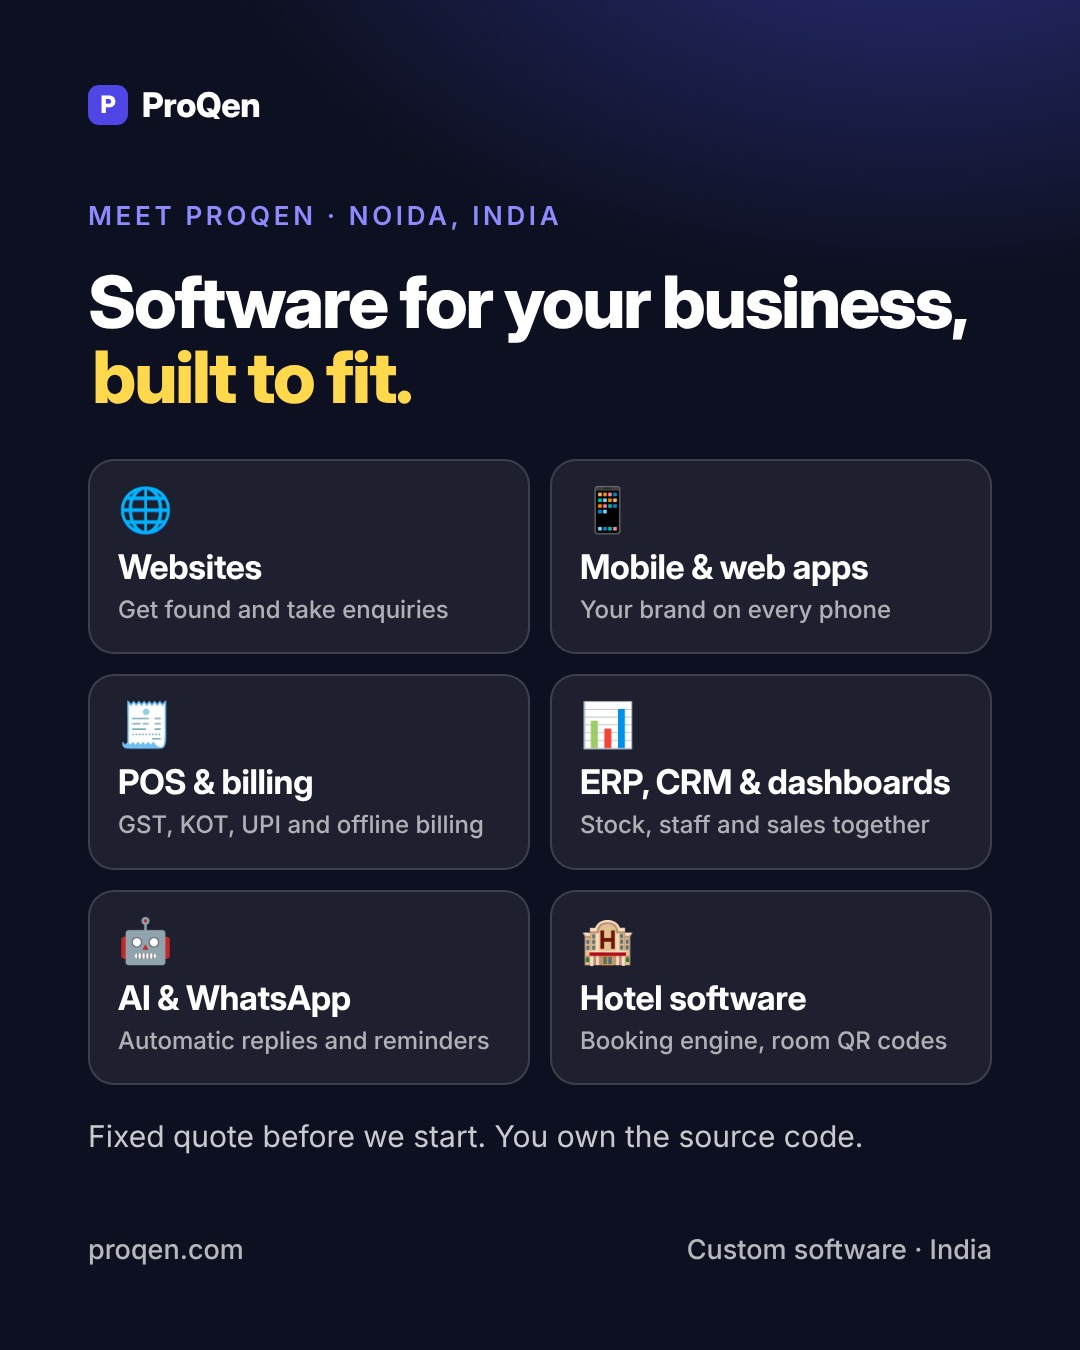 P ProQen
MEET PROQEN · NOIDA, INDIA
Software for your business,
built to fit.
Websites
Get found and take enquiries
Mobile & web apps
Your brand on every phone
POS & billing
GST, KOT, UPI and offline billing
ERP, CRM & dashboards
Stock, staff and sales together
AI & WhatsApp
Automatic replies and reminders
H
Hotel software
Booking engine, room QR codes
Fixed quote before we start. You own the source code.
proqen.com
Custom software · India